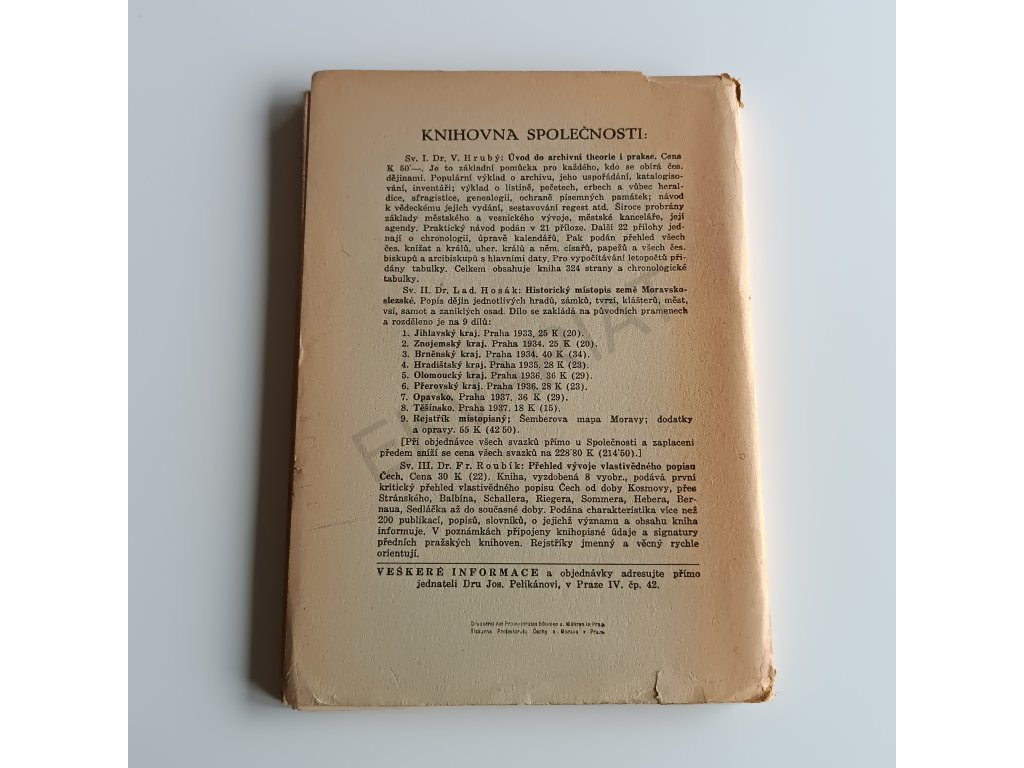 KNIHOVNA SPOLEČNOSTI:
Sv. I. Dr. V. Hrubý: Úvod do archivní theorie i prakse. Cena
K 50·—. Je to základní pomůcka pro každého, kdo se obírá čes.
dějinami. Populární výklad o archivu, jeho uspořádání, katalogiso-
vání, inventáři; výklad o listině, pečetech, erbech a vůbec heral-
dice, sfragistice, genealogii, ochraně písemných památek; návod
k vědeckému jejich vydání, sestavování regest atd. Široce probrány
základy městského a vesnického vývoje, městské kanceláře, její
agendy. Praktický návod podán v 21 příloze. Další 22 přílohy jed-
nají o chronologii, úpravě kalendářů. Pak podán přehled všech
čes. knížat a králů, uher. králů a něm. císařů, papežů a všech čes.
biskupů a arcibiskupů s hlavními daty. Pro vypočítávání letopočtů při-
dány tabulky. Celkem obsahuje kniha 324 strany a chronologické
tabulky.
Sv. II. Dr. Lad. Hosák: Historický místopis země Moravsko-
slezské. Popis dějin jednotlivých hradů, zámků, tvrzí, klášterů, měst,
vsí, samot a zaniklých osad. Dílo se zakládá na původních pramenech
a rozděleno je na 9 dílů:
1. Jihlavský kraj. Praha 1933. 25 K (20).
2. Znojemský kraj. Praha 1934. 25 K (20).
3. Brněnský kraj. Praha 1934. 40 K (34).
4. Hradištský kraj. Praha 1935. 28 K (23).
5. Olomoucký kraj. Praha 1936. 36 K (29).
6. Přerovský kraj. Praha 1936. 28 K (23).
7. Opavsko. Praha 1937. 36 K (29).
8. Těšínsko. Praha 1937. 18 K (15).
9. Rejstřík místopisný; Šemberova mapa Moravy; dodatky
a opravy. 55 K (42·50).
[Při objednávce všech svazků přímo u Společnosti a zaplacení
předem sníží se cena všech svazků na 228·80 K (214·50).]
Sv. III. Dr. Fr. Roubík: Přehled vývoje vlastivědného popisu
Čech. Cena 30 K (22). Kniha, vyzdobená 8 vyobr., podává první
kritický přehled vlastivědného popisu Čech od doby Kosmovy, přes
Stránského, Balbína, Schallera, Riegera, Sommera, Hebera, Ber-
naua, Sedláčka až do současné doby. Podána charakteristika více než
200 publikací, popisů, slovníků, o jejichž významu a obsahu kniha
informuje. V poznámkách připojeny knihopisné údaje a signatury
předních pražských knihoven. Rejstříky jmenný a věcný rychle
orientují.
VEŠKERÉ INFORMACE a objednávky adresujte přímo
jednateli Dru Jos. Pelikánovi, v Praze IV. čp. 42.
Druckerei des Protektorates Böhmen u. Mähren in Prag.
Tiskárna Protektorátu Čechy a Morava v Praze